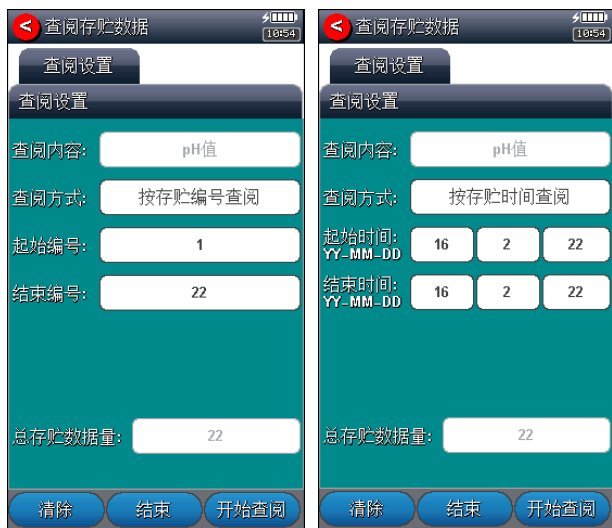 查阅存贮数据
10:54
查阅设置
查阅设置
查阅内容: pH值
查阅方式: 按存贮编号查阅
起始编号: 1
结束编号: 22
总存贮数据量: 22
清除 结束 开始查阅
查阅存贮数据
10:54
查阅设置
查阅设置
查阅内容: pH值
查阅方式: 按存贮时间查阅
起始时间: 16 2 22
YY-MM-DD
结束时间: 16 2 22
YY-MM-DD
总存贮数据量: 22
清除 结束 开始查阅